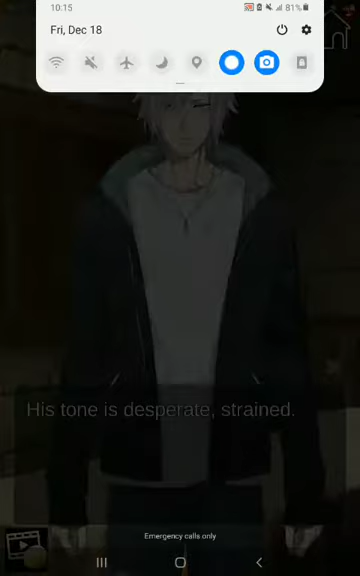 10.15
81%
Fri, Dec 18
His tone is desperate, strained.
Emergency calls only